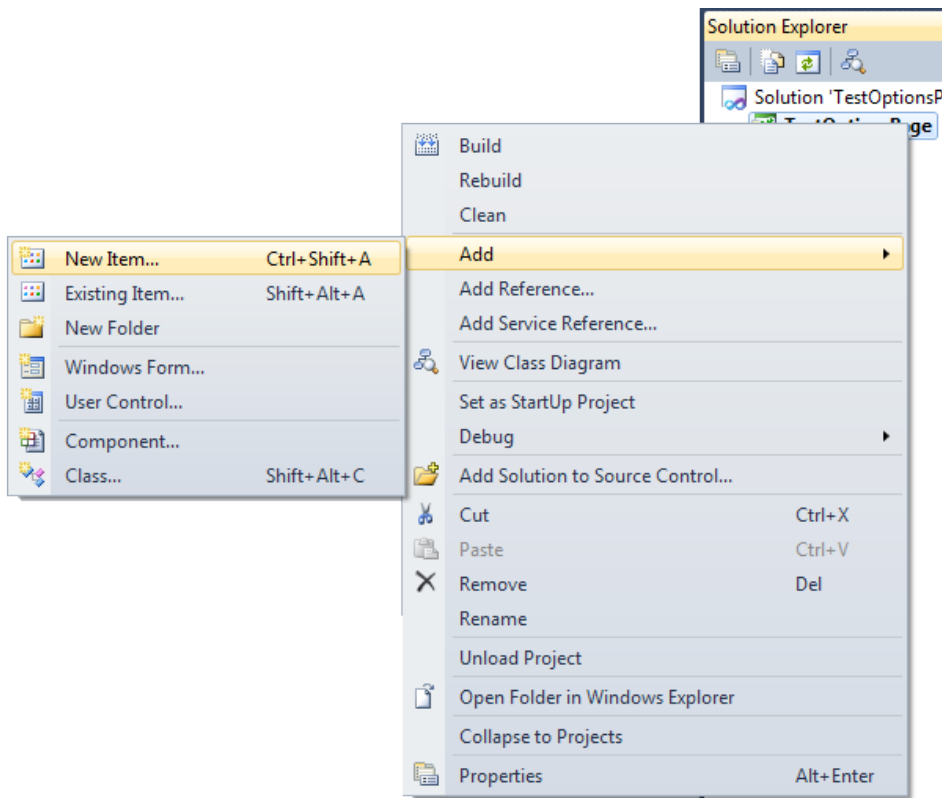 Solution Explorer
Solution 'TestOptionsP
Build
Rebuild
Clean
Add
Add Reference...
Add Service Reference...
View Class Diagram
Set as StartUp Project
Debug
Add Solution to Source Control...
Cut Ctrl+X
Paste Ctrl+V
Remove Del
Rename
Unload Project
Open Folder in Windows Explorer
Collapse to Projects
Properties Alt+Enter
New Item... Ctrl+Shift+A
Existing Item... Shift+Alt+A
New Folder
Windows Form...
User Control...
Component...
Class... Shift+Alt+C